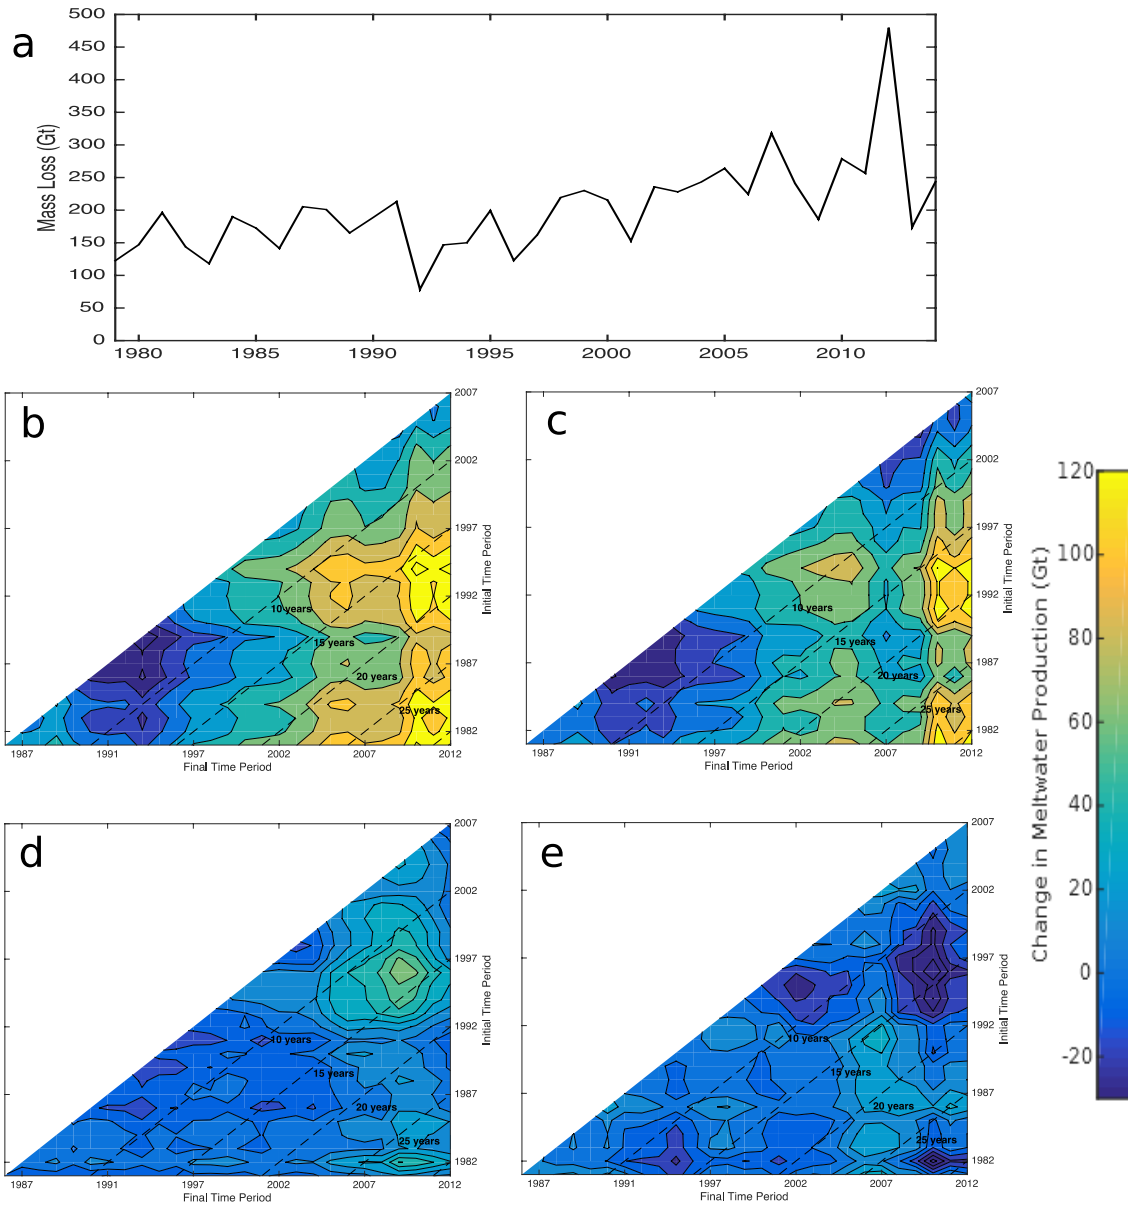 a
500
450
400
350
300
250
200
150
100
50
0
Mass Loss (Gt)
1980 1985 1990 1995 2000 2005 2010
b
2007
2002
1997
1992
1987
1982
Initial Time Period
10 years
15 years
20 years
25 years
1987 1991 1997 2002 2007 2012
Final Time Period
c
2007
2002
1997
1992
1987
1982
Initial Time Period
10 years
15 years
20 years
25 years
1987 1991 1997 2002 2007 2012
Final Time Period
d
2007
2002
1997
1992
1987
1982
Initial Time Period
10 years
15 years
20 years
25 years
1987 1991 1997 2002 2007 2012
Final Time Period
e
2007
2002
1997
1992
1987
1982
Initial Time Period
10 years
15 years
20 years
25 years
1987 1991 1997 2002 2007 2012
Final Time Period
120
100
80
60
40
20
0
-20
Change in Meltwater Production (Gt)